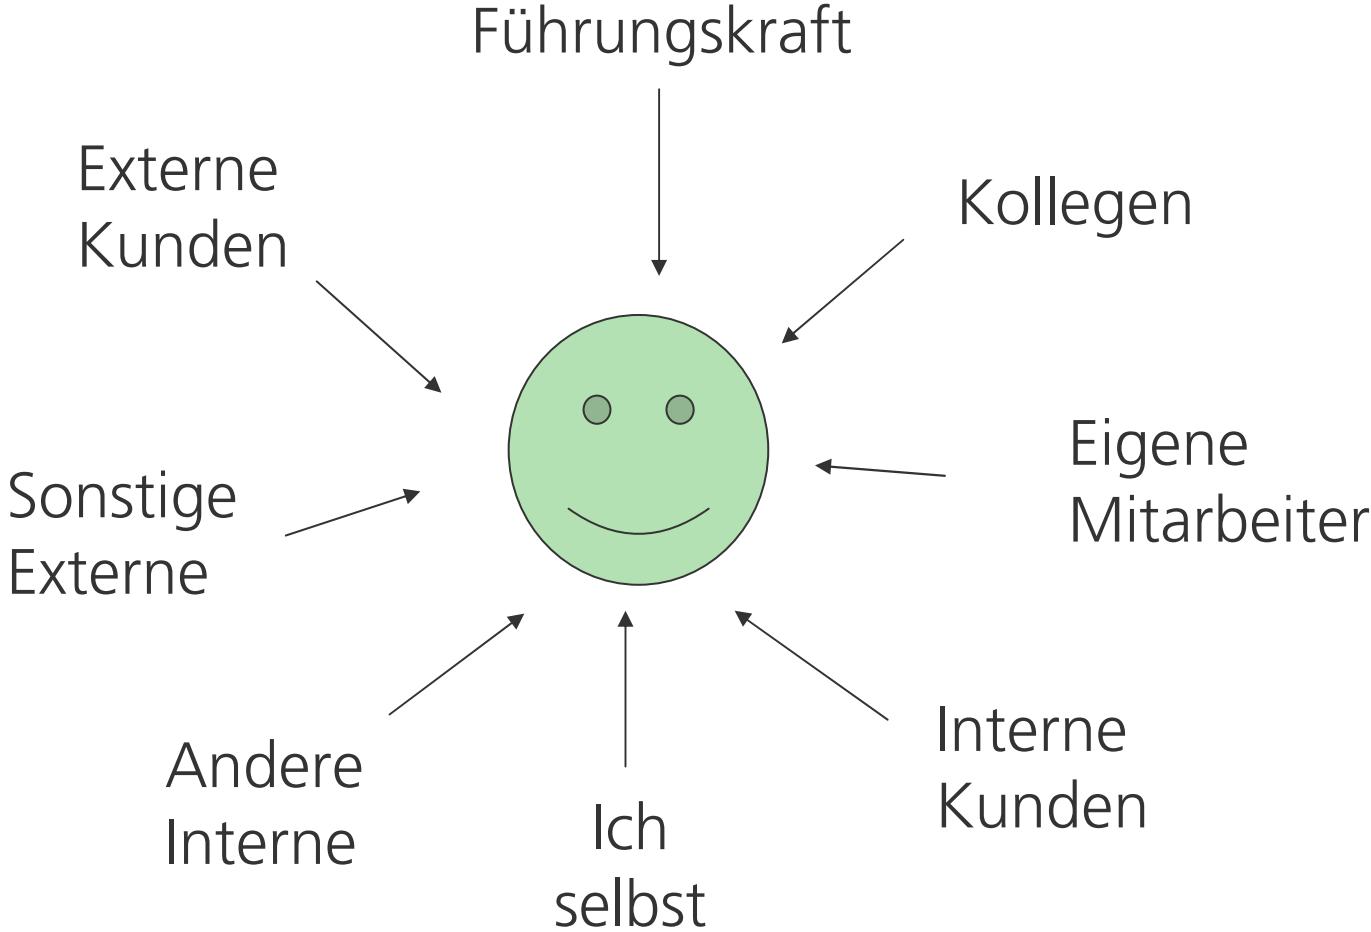 Führungskraft
Externe
Kunden
Kollegen
Eigene
Mitarbeiter
Sonstige
Externe
Interne
Kunden
Andere
Interne
Ich
selbst